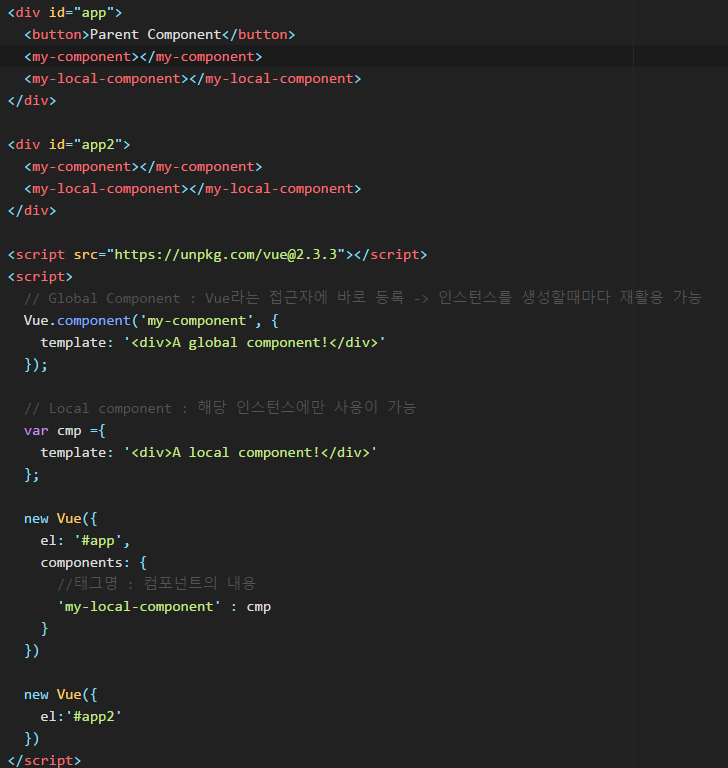 <div id="app">
  <button>Parent Component</button>
  <my-component></my-component>
  <my-local-component></my-local-component>
</div>

<div id="app2">
  <my-component></my-component>
  <my-local-component></my-local-component>
</div>

<script src="https://unpkg.com/vue@2.3.3"></script>
<script>
  // Global Component : Vue라는 접근자에 바로 등록 -> 인스턴스를 생성할때마다 재활용 가능
  Vue.component('my-component', {
    template: '<div>A global component!</div>'
  });

  // Local component : 해당 인스턴스에만 사용이 가능
  var cmp ={
    template: '<div>A local component!</div>'
  };

  new Vue({
    el: '#app',
    components: {
      //태그명 : 컴포넌트의 내용
      'my-local-component' : cmp
    }
  })

  new Vue({
    el:'#app2'
  })
</script>